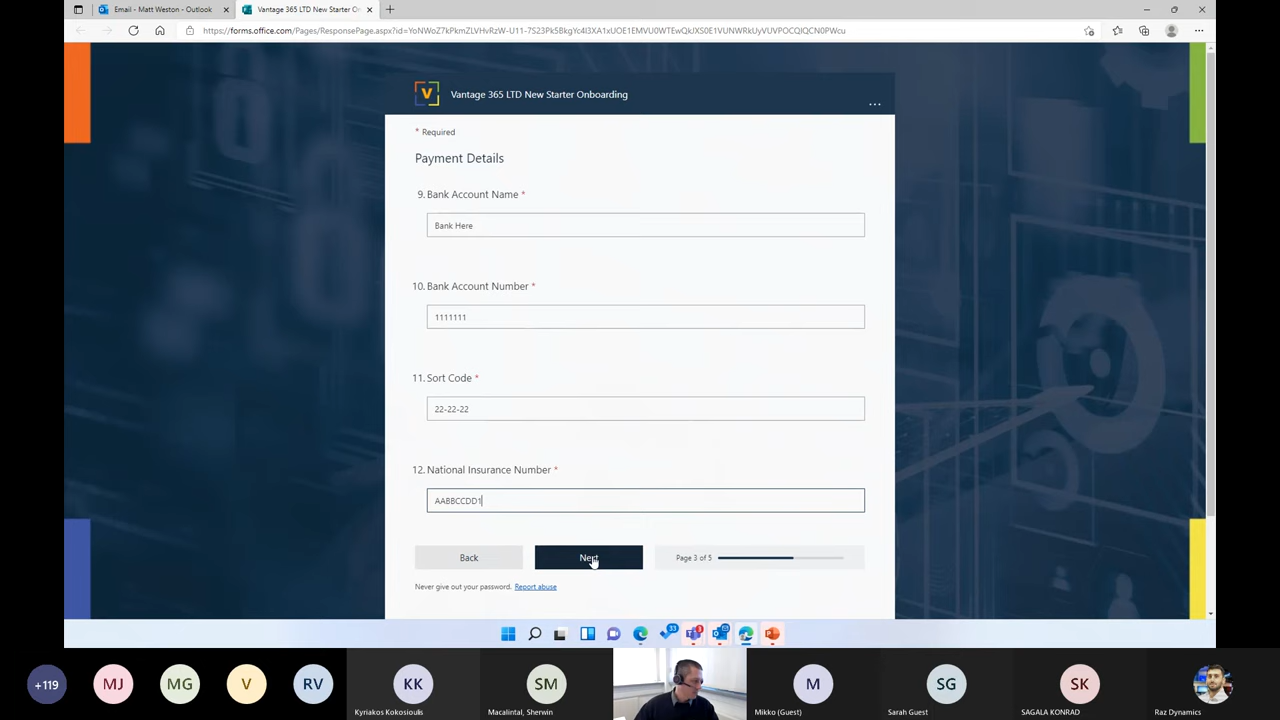 Email - Matt Weston - Outlook
Vantage 365 LTD New Starter O
https://forms.office.com/Pages/ResponsePage.aspx?id=
V
Vantage 365 LTD New Starter Onboarding
...
* Required
Payment Details
9. Bank Account Name *
Bank Here
10. Bank Account Number *
1111111
11. Sort Code *
22-22-22
12. National Insurance Number *
AABBCCDD1
Back
Next
Page 3 of 5
Never give out your password. Report abuse
33
+119
MJ
MG
V
RV
KK
SM
M
SG
SK
Kyriakos Kokosioulis
Macalintal, Sherwin
Mikko (Guest)
Sarah Guest
SAGALA KONRAD
Raz Dynamics